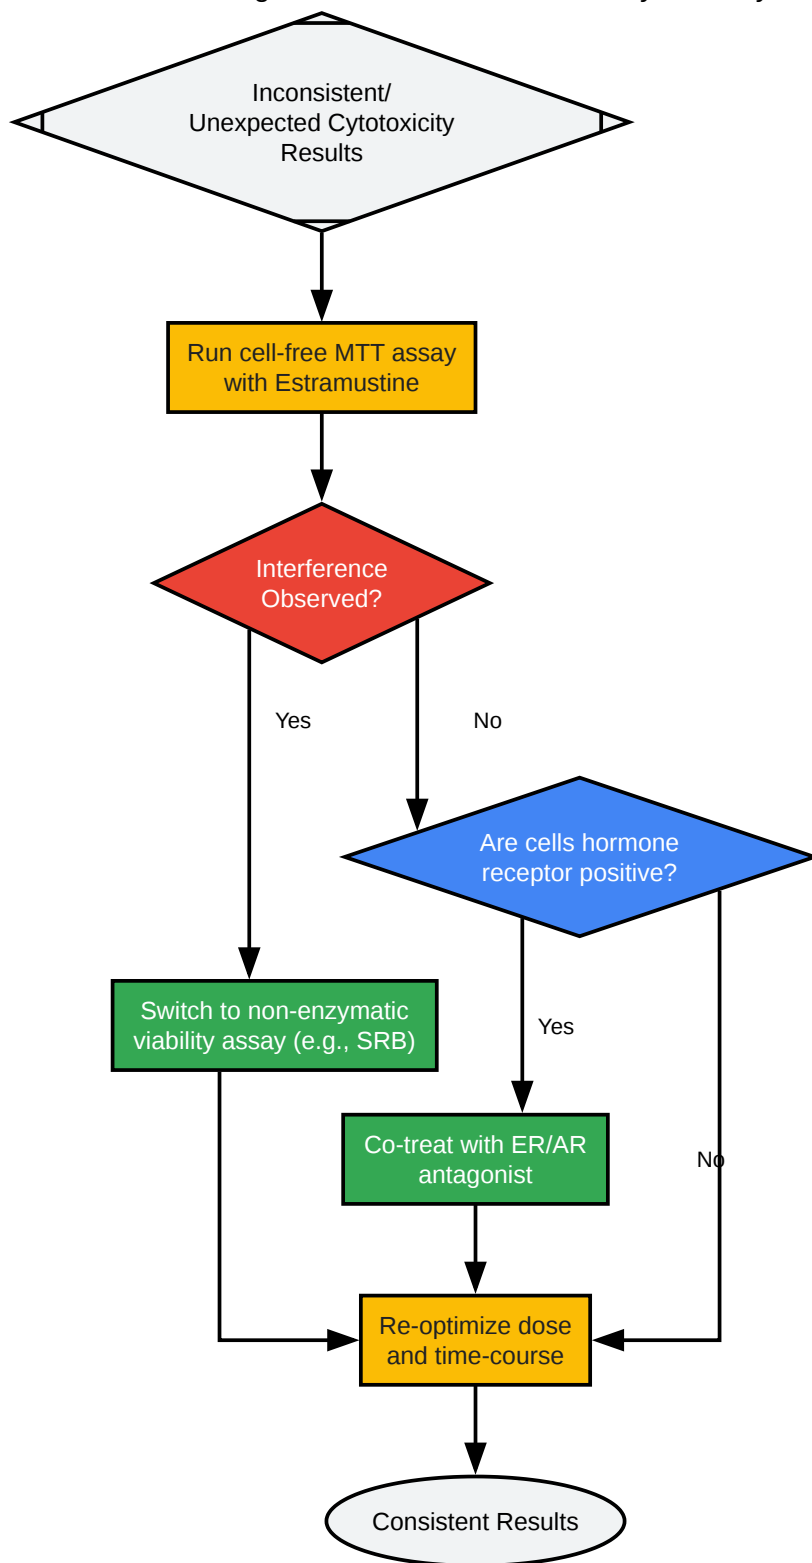 Inconsistent/
Unexpected Cytotoxicity
Results
Run cell-free MTT assay
with Estramustine
Interference
Observed?
Yes
No
Are cells hormone
receptor positive?
Switch to non-enzymatic
viability assay (e.g., SRB)
Yes
Co-treat with ER/AR
antagonist
No
Re-optimize dose
and time-course
Consistent Results